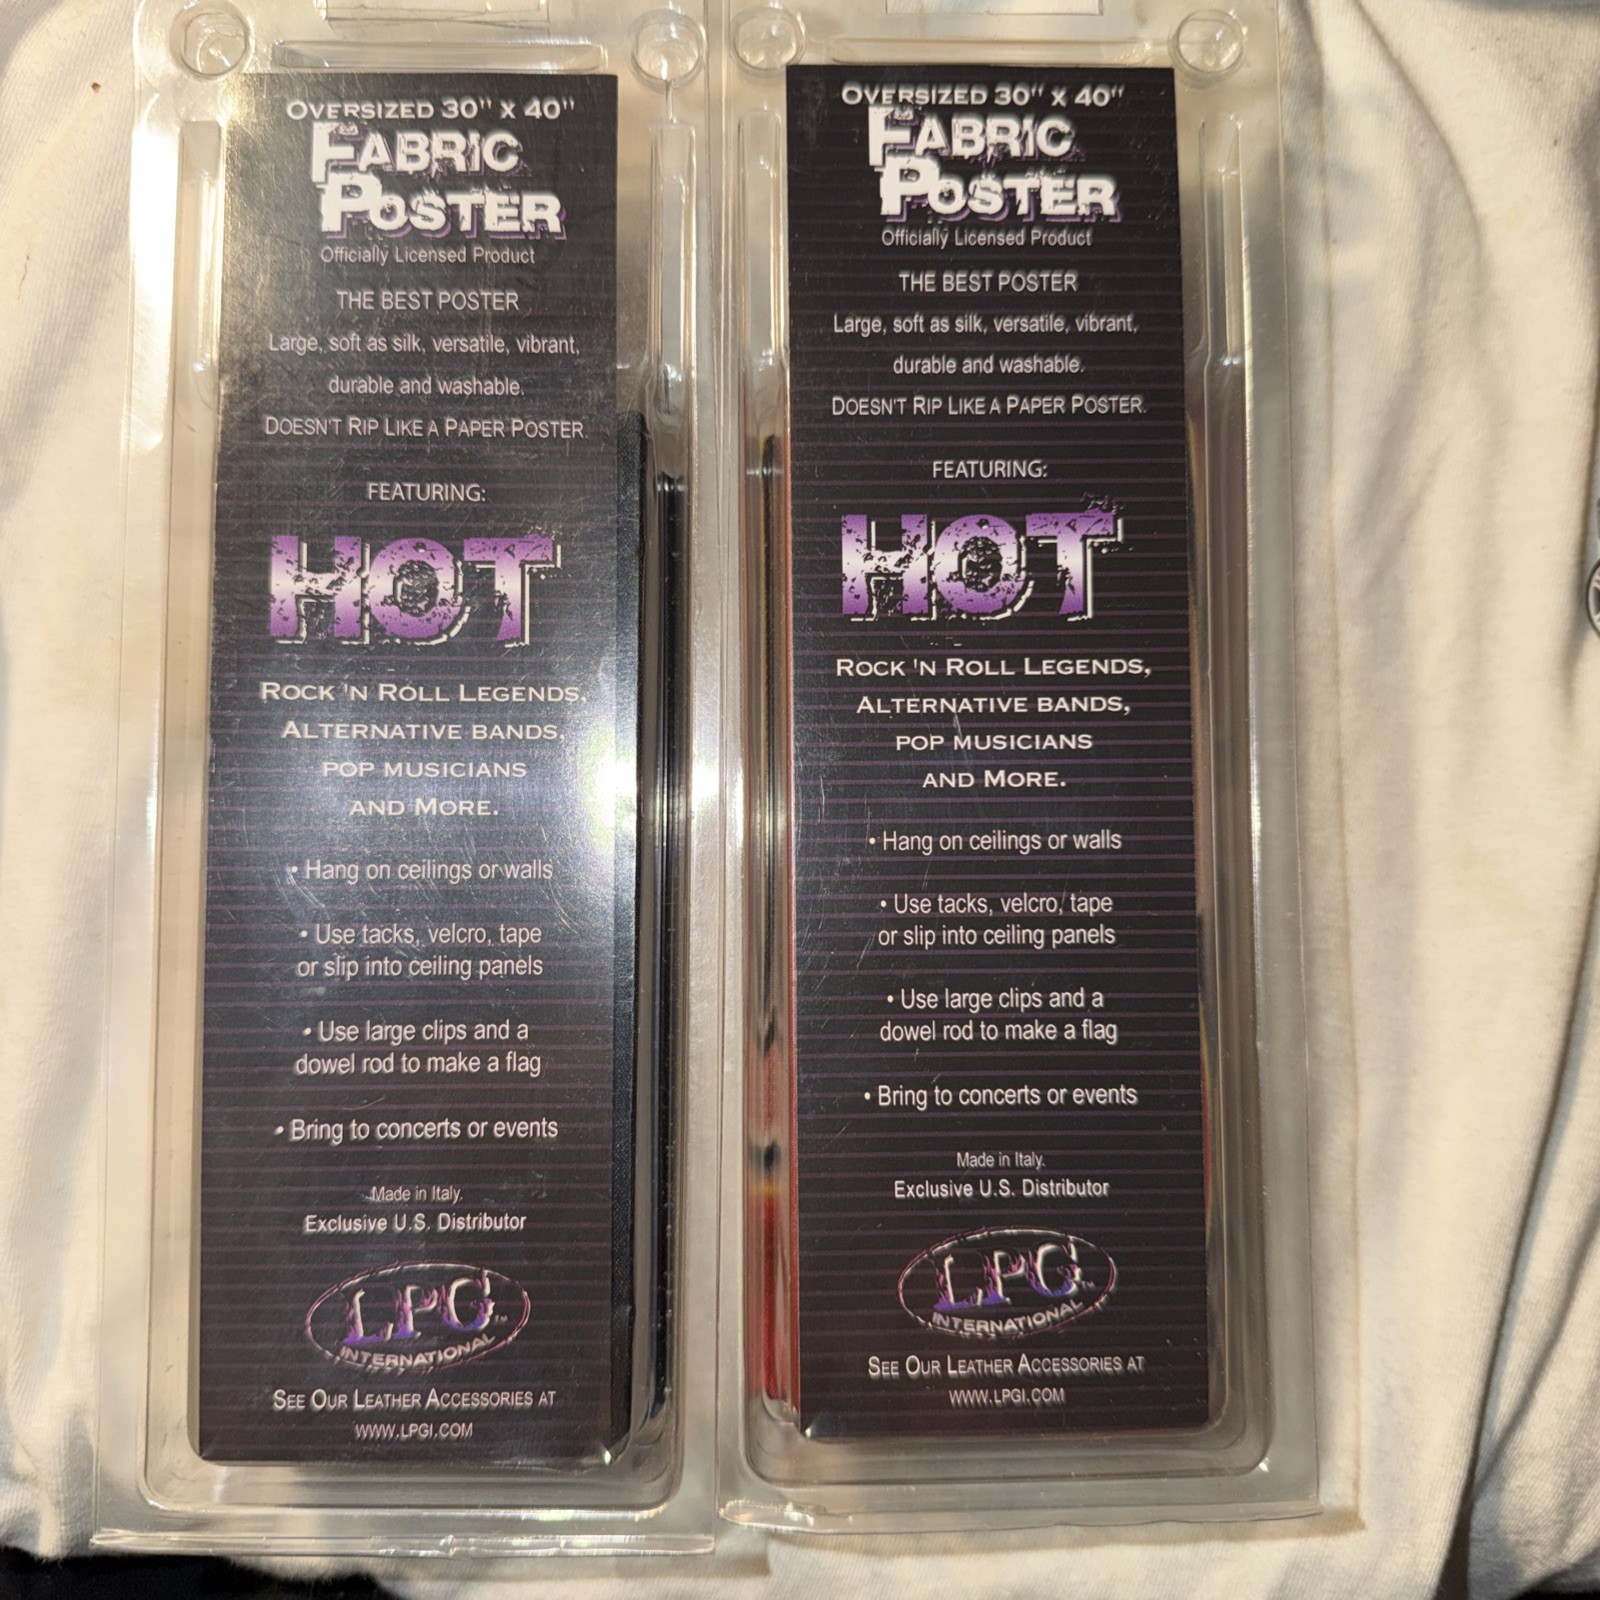 OVERSIZED 30" X 40"
FABRIC
POSTER
Officially Licensed Product
THE BEST POSTER
Large, soft as silk, versatile, vibrant,
durable and washable.
DOESN'T RIP LIKE A PAPER POSTER.
FEATURING:
HOT
ROCK 'N ROLL LEGENDS,
ALTERNATIVE BANDS,
POP MUSICIANS
AND MORE.
• Hang on ceilings or walls
• Use tacks, velcro, tape
or slip into ceiling panels
• Use large clips and a
dowel rod to make a flag
• Bring to concerts or events
Made in Italy.
Exclusive U.S. Distributor
LPG™
INTERNATIONAL
SEE OUR LEATHER ACCESSORIES AT
WWW.LPGI.COM
OVERSIZED 30" X 40"
FABRIC
POSTER
Officially Licensed Product
THE BEST POSTER
Large, soft as silk, versatile, vibrant,
durable and washable.
DOESN'T RIP LIKE A PAPER POSTER.
FEATURING:
HOT
ROCK 'N ROLL LEGENDS,
ALTERNATIVE BANDS,
POP MUSICIANS
AND MORE.
• Hang on ceilings or walls
• Use tacks, velcro, tape
or slip into ceiling panels
• Use large clips and a
dowel rod to make a flag
• Bring to concerts or events
Made in Italy.
Exclusive U.S. Distributor
LPG™
INTERNATIONAL
SEE OUR LEATHER ACCESSORIES AT
WWW.LPGI.COM